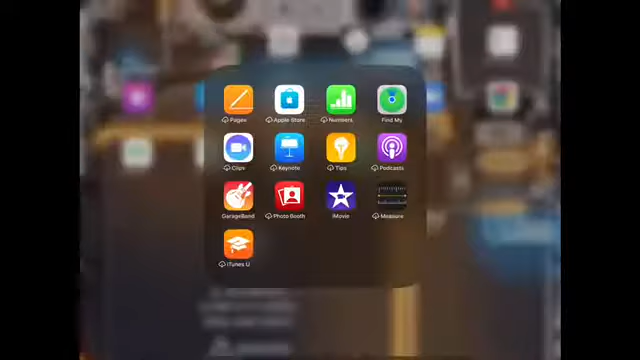 Pages Apple Store Numbers Find My
Clips Keynote Tips Podcasts
GarageBand Photo Booth iMovie Measure
iTunes U